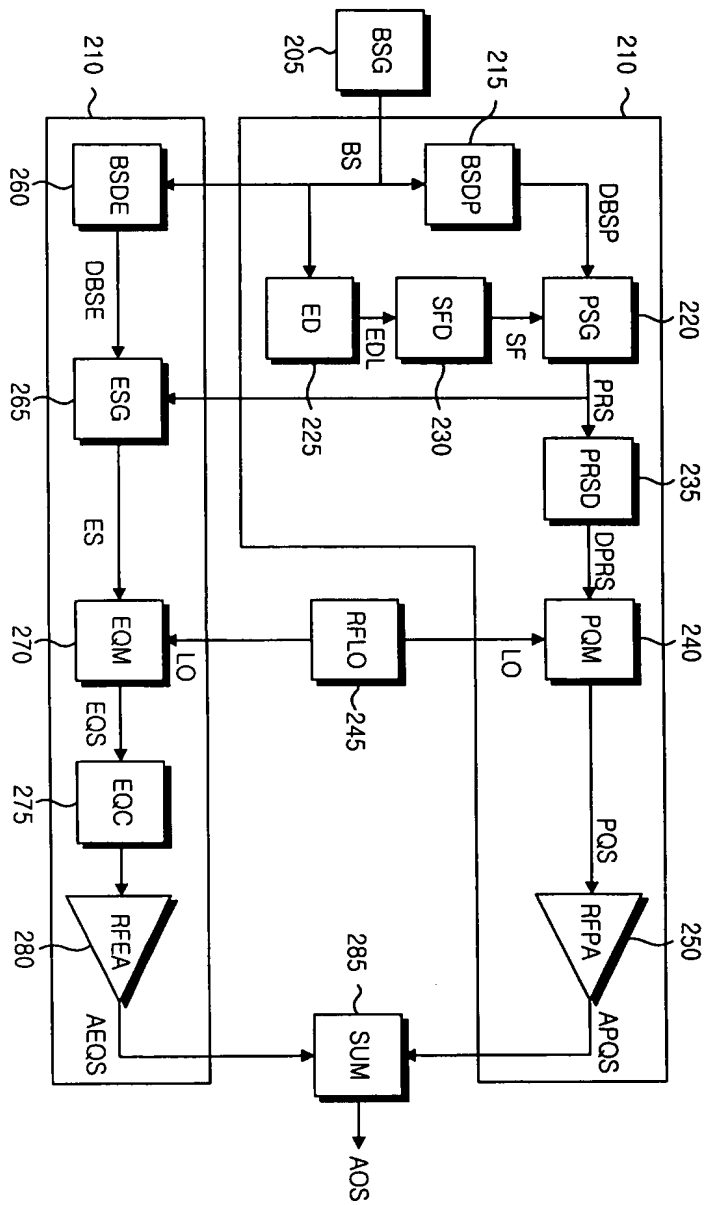 210
215
220
235
240
250
BSDP
DBSP
PSG
PRS
PRSD
DPRS
PQM
PQS
RFPA
APQS
SF
SFD
230
LO
BSG
205
BS
EDL
ED
225
RFLO
245
285
SUM
AOS
LO
210
BSDE
260
DBSE
ESG
265
ES
EQM
270
EQS
EQC
275
RFEA
280
AEQS